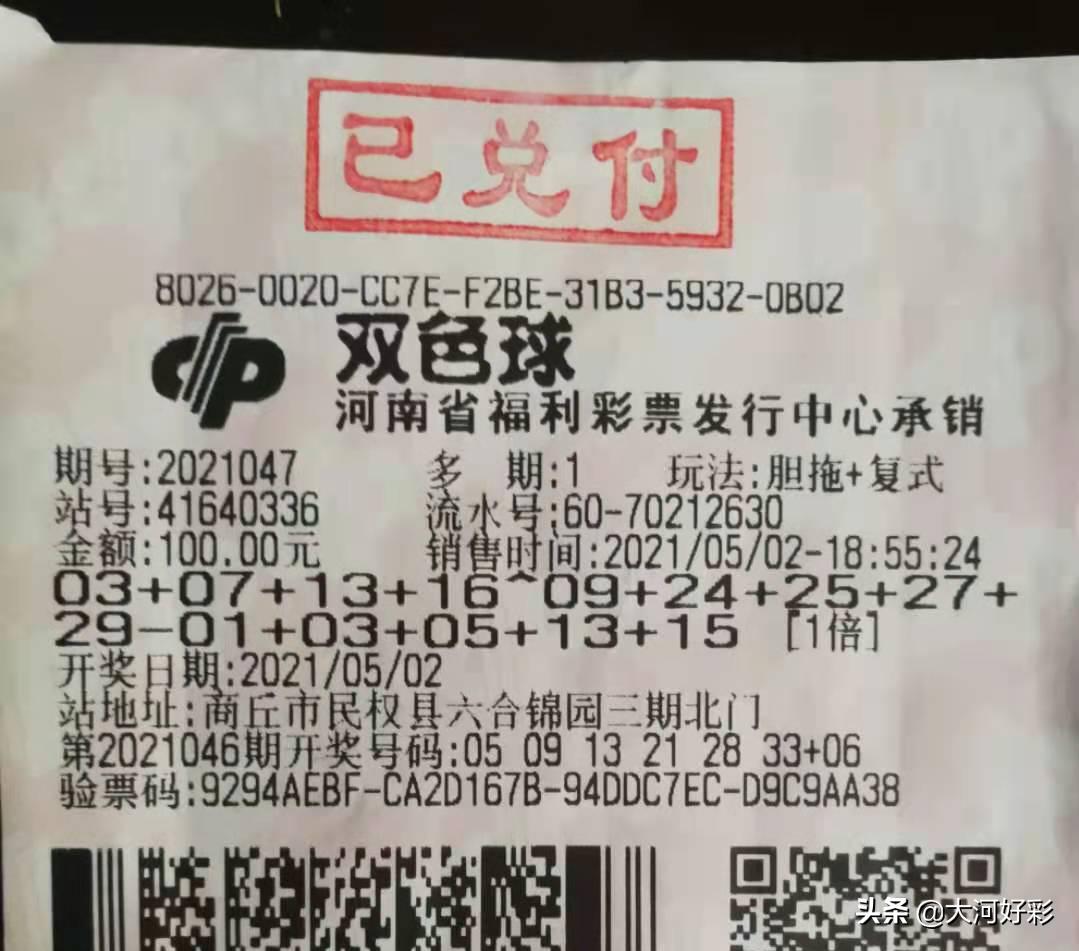 已兑付
8026-0020-CC7E-F2BE-31B3-5932-0B02
双色球
河南省福利彩票发行中心承销
期号:2021047 多 期:1 玩法:胆拖+复式
站号:41640336 流水号:60-70212630
金额:100.00元 销售时间:2021/05/02-18:55:24
03+07+13+16^09+24+25+27+
29-01+03+05+13+15 [1倍]
开奖日期:2021/05/02
站地址:商丘市民权县六合锦园三期北门
第2021046期开奖号码:05 09 13 21 28 33+06
验票码:9294AEBF-CA2D167B-94DDC7EC-D9C9AA38
头条 @大河好彩